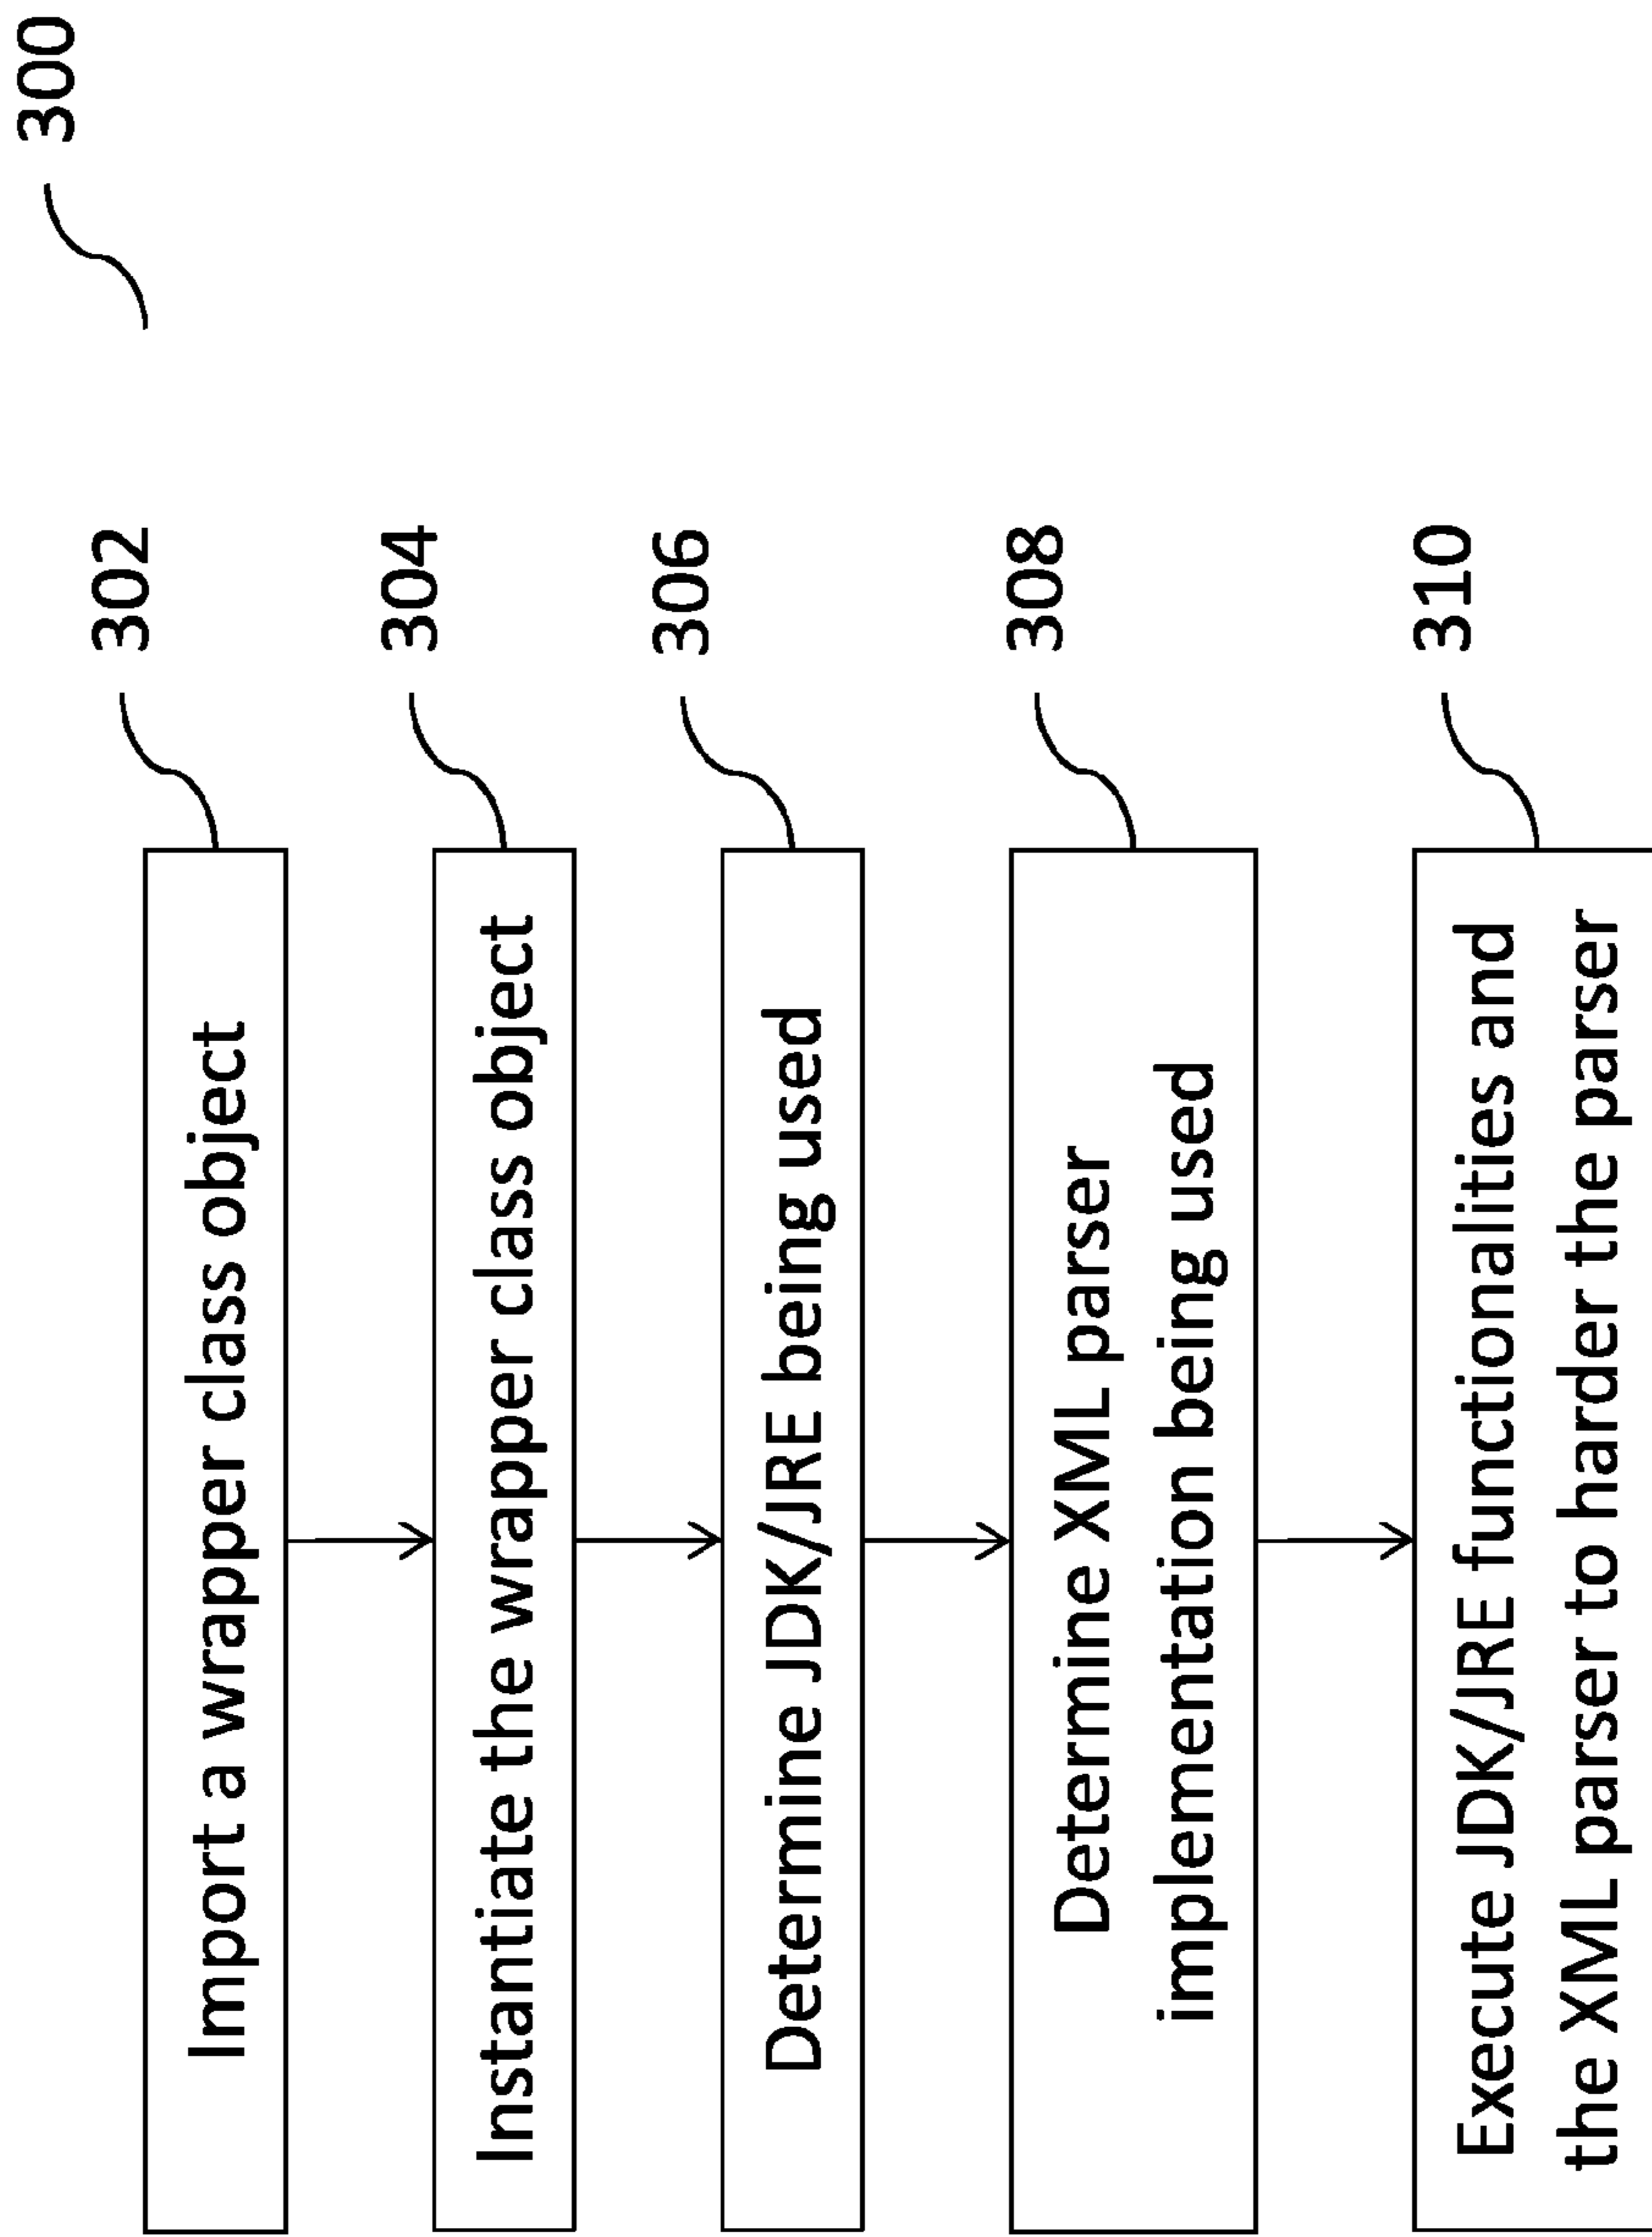 300
302
Import a wrapper class object
304
Instantiate the wrapper class object
306
Determine JDK/JRE being used
308
Determine XML parser
implementation being used
310
Execute JDK/JRE functionalities and
the XML parser to harder the parser